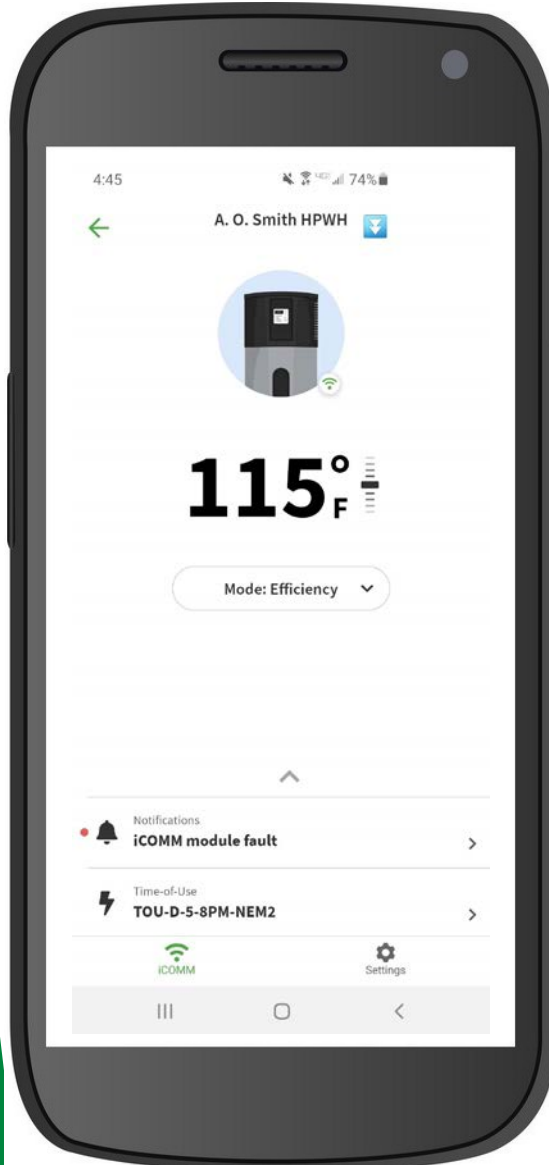 4:45 74%
A. O. Smith HPWH
115°F
Mode: Efficiency
Notifications
iCOMM module fault
Time-of-Use
TOU-D-5-8PM-NEM2
iCOMM Settings